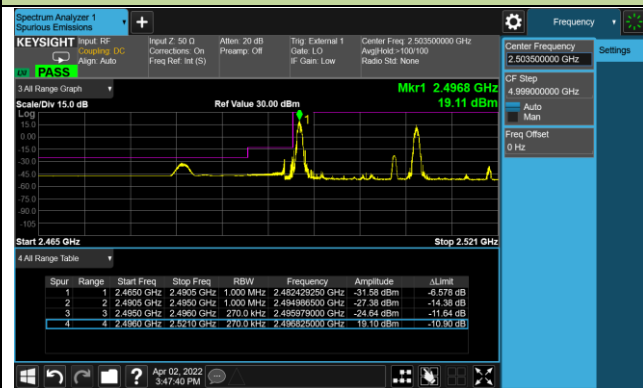 Spectrum Analyzer 1
Spurious Emissions
Frequency
KEYSIGHT
Input: RF
Coupling: DC
Align: Auto
Input Z: 50 Ω
Corrections: On
Freq Ref: Int (S)
Atten: 20 dB
Preamp: Off
Trig: External 1
Gate: LO
IF Gain: Low
Center Freq: 2.503500000 GHz
Avg|Hold:>100/100
Radio Std: None
LXI PASS
Center Frequency
2.503500000 GHz
Settings
CF Step
4.999000000 GHz
Auto
Man
Freq Offset
0 Hz
3 All Range Graph
Mkr1 2.4968 GHz
19.11 dBm
Scale/Div 15.0 dB
Ref Value 30.00 dBm
Log
15.0
0.00
-15.0
-30.0
-45.0
-60.0
-75.0
-90.0
-105
1
Start 2.465 GHz
Stop 2.521 GHz
4 All Range Table
Spur Range Start Freq Stop Freq RBW Frequency Amplitude ΔLimit
1 1 2.4650 GHz 2.4905 GHz 1.000 MHz 2.482429250 GHz -31.58 dBm -6.578 dB
2 2 2.4905 GHz 2.4950 GHz 1.000 MHz 2.494986500 GHz -27.38 dBm -14.38 dB
3 3 2.4950 GHz 2.4960 GHz 270.0 kHz 2.495979000 GHz -24.64 dBm -11.64 dB
4 4 2.4960 GHz 2.5210 GHz 270.0 kHz 2.496825000 GHz 19.10 dBm -10.90 dB
Apr 02, 2022
3:47:40 PM